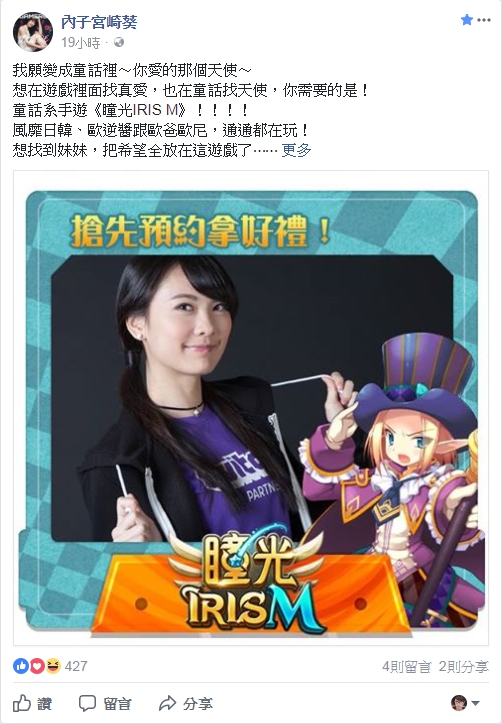 內子宮崎葵
19小時 ·
我願變成童話裡～你愛的那個天使～
想在遊戲裡面找真愛，也在童話找天使，你需要的是！
童話系手遊《瞳光IRIS M》！！！！
風靡日韓、歐逆醬跟歐爸歐尼，通通都在玩！
想找到妹妹，把希望全放在這遊戲了…… 更多
搶先預約拿好禮！
PARTN
瞳光
IRIS M
427
4則留言 2則分享
讚 留言 分享